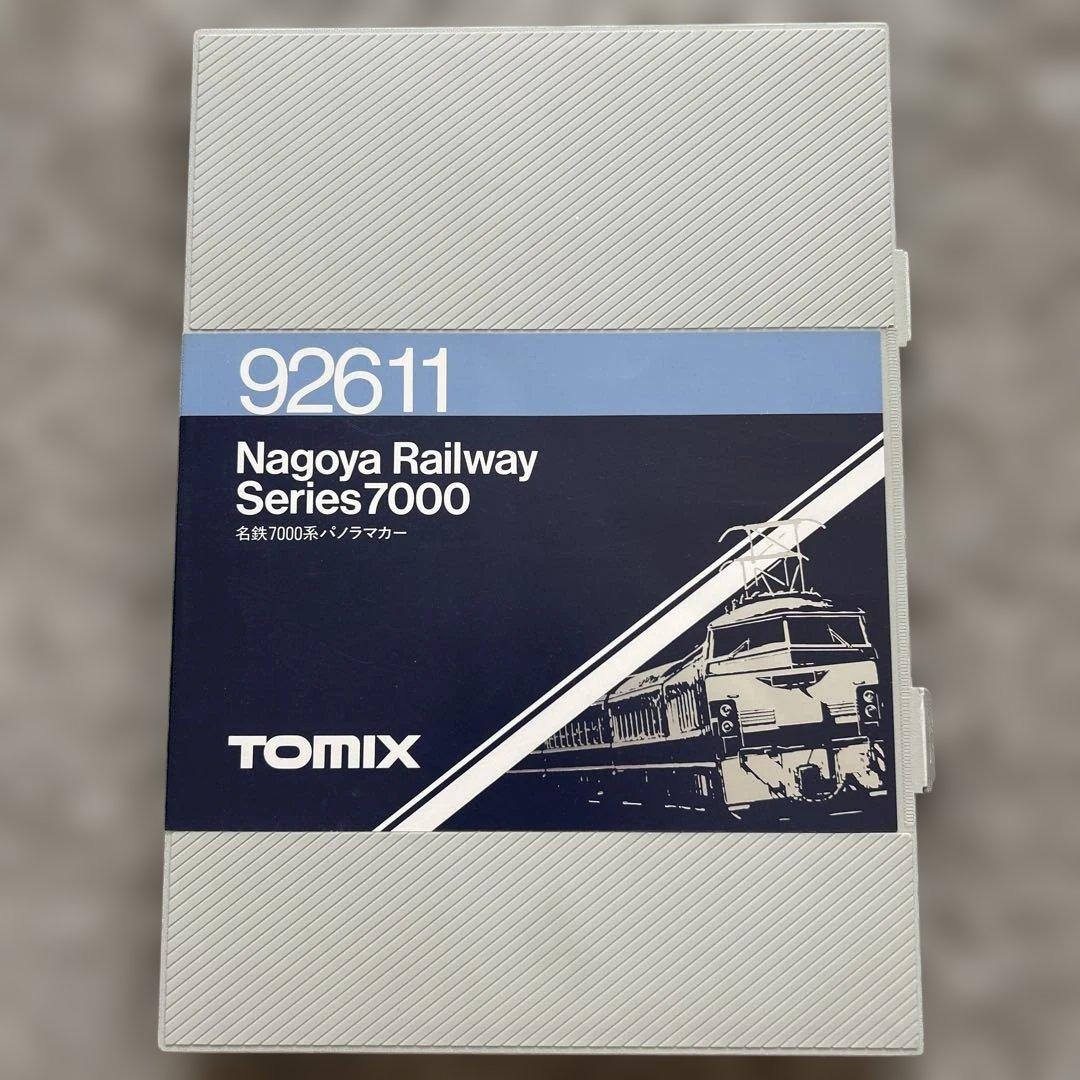 92611
Nagoya Railway
Series7000
名鉄7000系パノラマカー
TOMIX